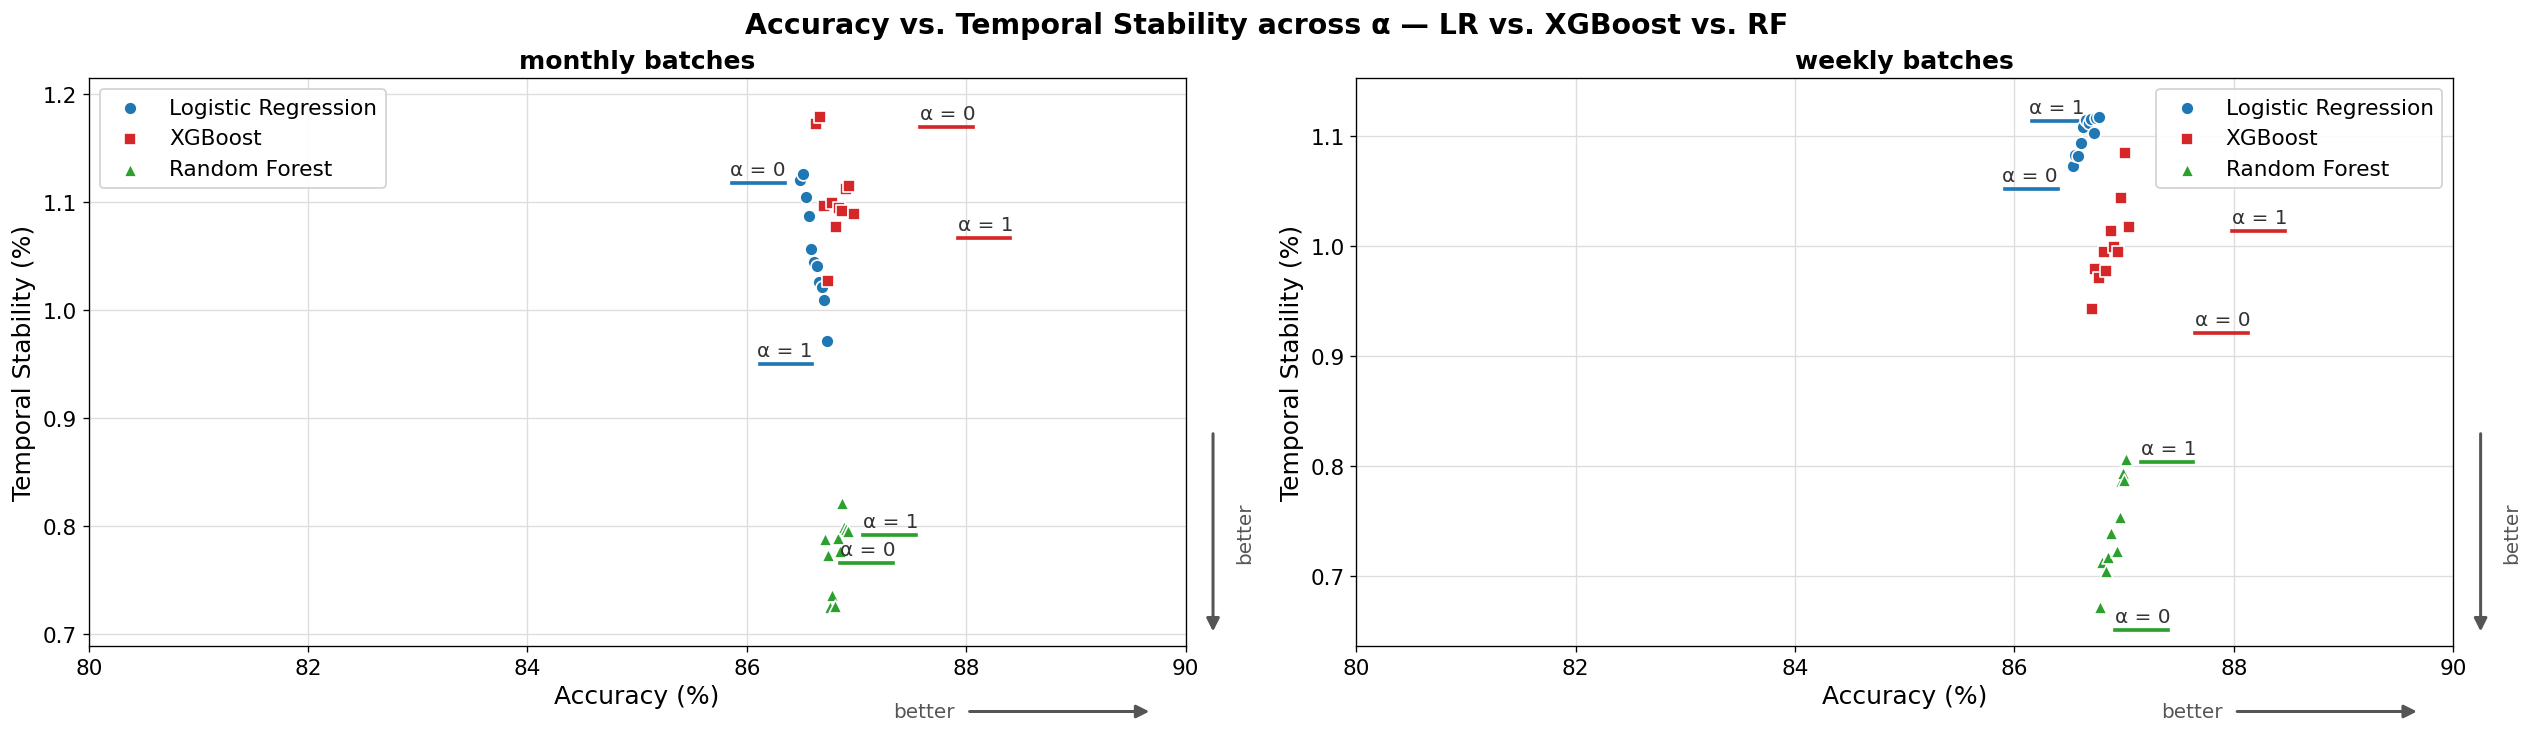 Accuracy vs. Temporal Stability across α — LR vs. XGBoost vs. RF
monthly batches
Temporal Stability (%)
1.2
1.1
1.0
0.9
0.8
0.7
Logistic Regression
XGBoost
Random Forest
α = 0
α = 0
α = 1
α = 1
α = 1
α = 0
80
82
84
86
88
90
Accuracy (%)
better
better
weekly batches
Temporal Stability (%)
1.1
1.0
0.9
0.8
0.7
α = 1
α = 0
Logistic Regression
XGBoost
Random Forest
α = 1
α = 0
α = 1
α = 0
80
82
84
86
88
90
Accuracy (%)
better
better